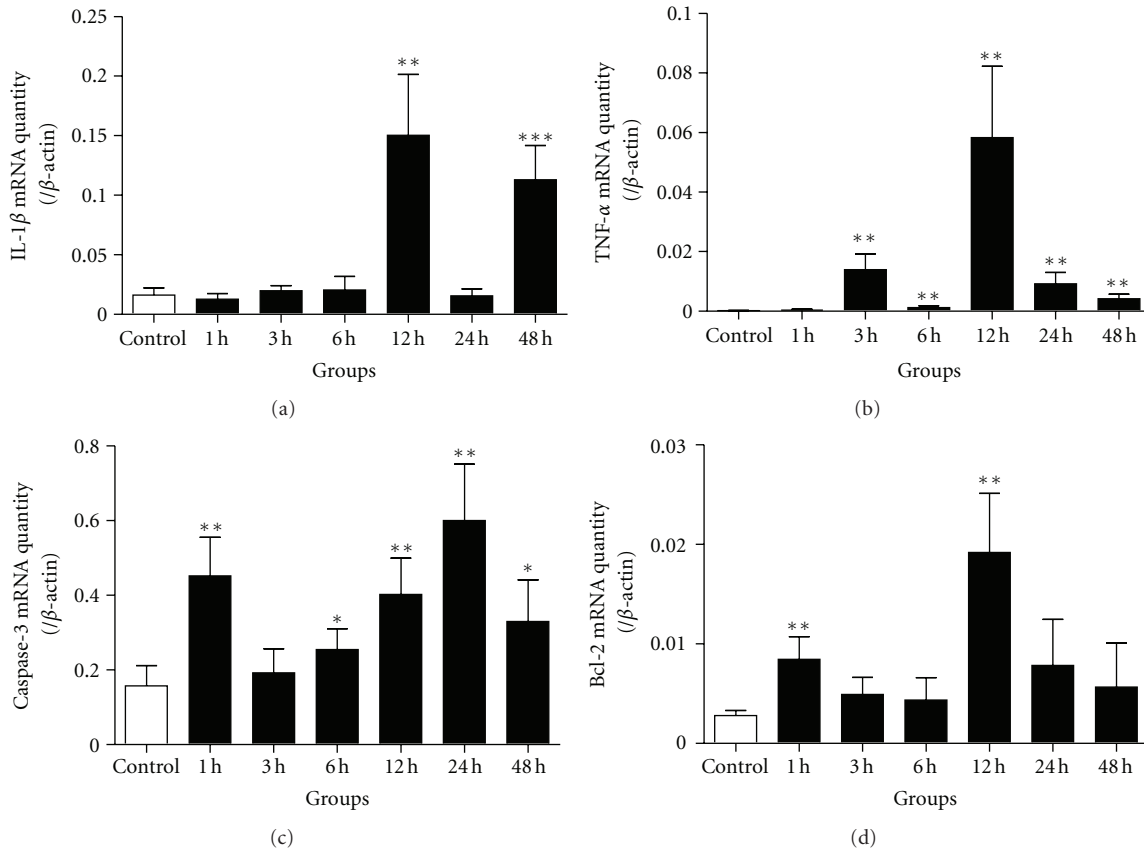 IL-1β mRNA quantity
(/β-actin)
0.25
0.2
0.15
0.1
0.05
0
**
***
Control 1 h 3 h 6 h 12 h 24 h 48 h
Groups
(a)
TNF-α mRNA quantity
(/β-actin)
0.1
0.08
0.06
0.04
0.02
0
**
**
**
**
**
Control 1 h 3 h 6 h 12 h 24 h 48 h
Groups
(b)
Caspase-3 mRNA quantity
(/β-actin)
0.8
0.6
0.4
0.2
0
**
*
**
**
*
Control 1 h 3 h 6 h 12 h 24 h 48 h
Groups
(c)
Bcl-2 mRNA quantity
(/β-actin)
0.03
0.02
0.01
0
**
**
Control 1 h 3 h 6 h 12 h 24 h 48 h
Groups
(d)